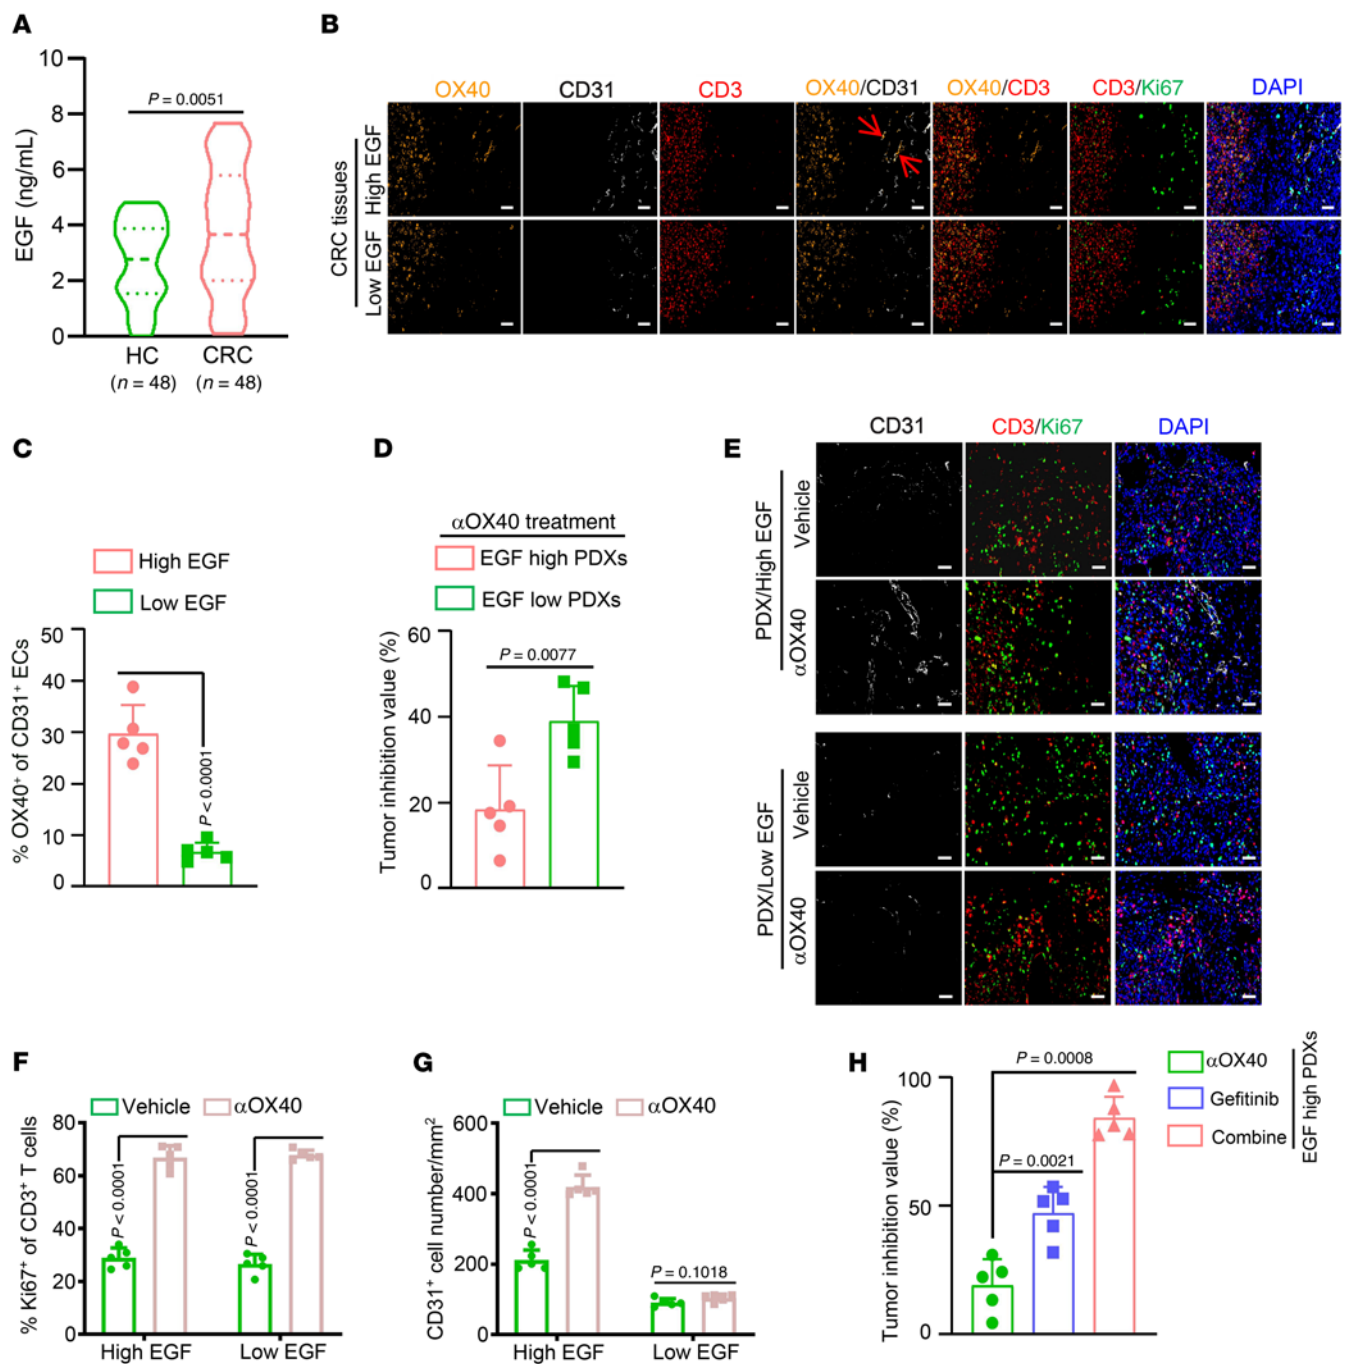 A
EGF (ng/mL)
10
8
6
4
2
0
P = 0.0051
HC
CRC
(n = 48)
(n = 48)
B
OX40
CD31
CD3
OX40/CD31
OX40/CD3
CD3/Ki67
DAPI
CRC tissues
High EGF
Low EGF
C
High EGF
Low EGF
% OX40⁺ of CD31⁺ ECs
50
40
30
20
10
0
P < 0.0001
D
αOX40 treatment
EGF high PDXs
EGF low PDXs
Tumor inhibition value (%)
60
40
20
0
P = 0.0077
E
CD31
CD3/Ki67
DAPI
PDX/High EGF
Vehicle
αOX40
PDX/Low EGF
Vehicle
αOX40
F
Vehicle
αOX40
% Ki67⁺ of CD3⁺ T cells
80
60
40
20
0
P < 0.0001
P < 0.0001
High EGF
Low EGF
G
Vehicle
αOX40
CD31⁺ cell number/mm²
600
400
200
0
P < 0.0001
P = 0.1018
High EGF
Low EGF
H
Tumor inhibition value (%)
100
50
0
P = 0.0008
P = 0.0021
αOX40
Gefitinib
Combine
EGF high PDXs